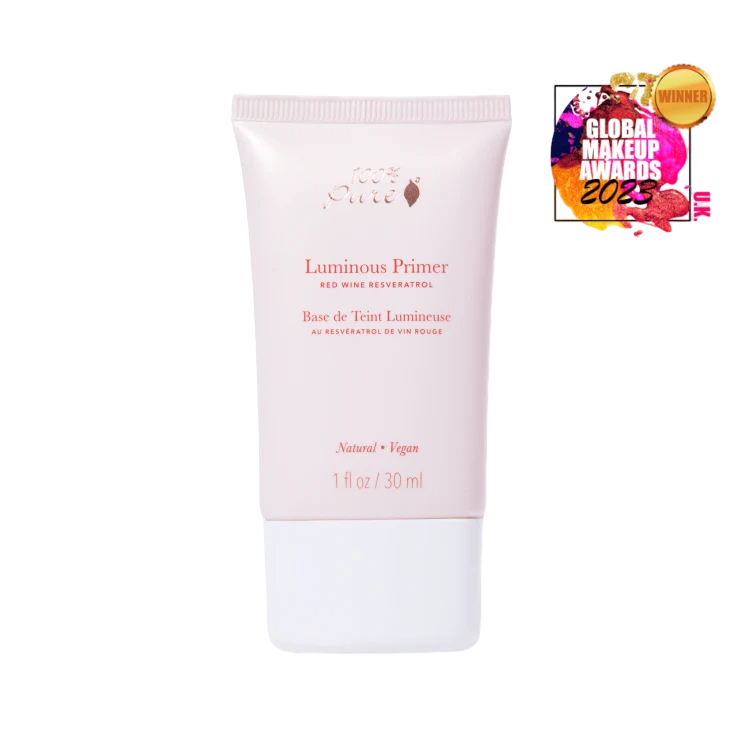 100%
Pure
Luminous Primer
RED WINE RESVERATROL
Base de Teint Lumineuse
AU RESVÉRATROL DE VIN ROUGE
Natural • Vegan
1 fl oz / 30 ml
WINNER
GLOBAL
MAKEUP
AWARDS
2023
U.K.